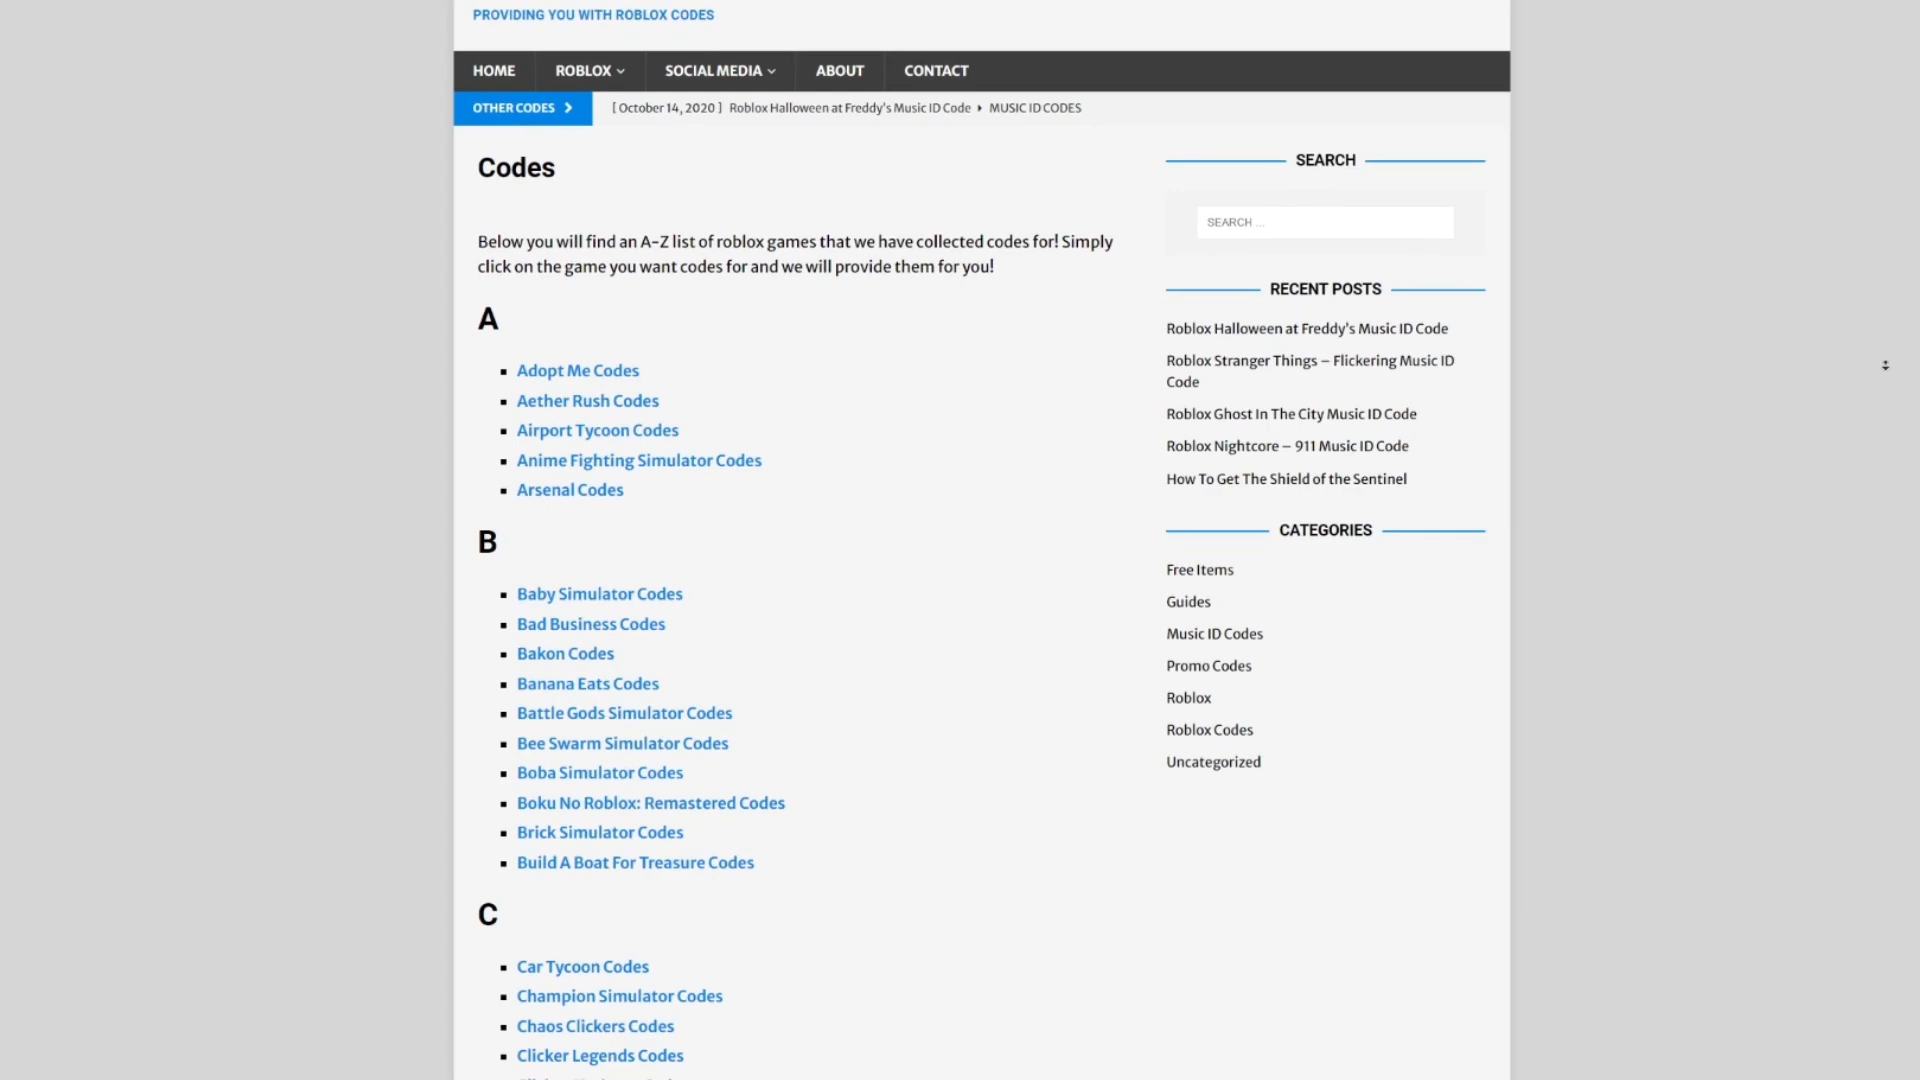 PROVIDING YOU WITH ROBLOX CODES
HOME ROBLOX SOCIAL MEDIA ABOUT CONTACT
OTHER CODES [ October 14, 2020 ] Roblox Halloween at Freddy's Music ID Code MUSIC ID CODES
Codes
Below you will find an A-Z list of roblox games that we have collected codes for! Simply
click on the game you want codes for and we will provide them for you!
A
Adopt Me Codes
Aether Rush Codes
Airport Tycoon Codes
Anime Fighting Simulator Codes
Arsenal Codes
B
Baby Simulator Codes
Bad Business Codes
Bakon Codes
Banana Eats Codes
Battle Gods Simulator Codes
Bee Swarm Simulator Codes
Boba Simulator Codes
Boku No Roblox: Remastered Codes
Brick Simulator Codes
Build A Boat For Treasure Codes
C
Car Tycoon Codes
Champion Simulator Codes
Chaos Clickers Codes
Clicker Legends Codes
SEARCH
SEARCH ...
RECENT POSTS
Roblox Halloween at Freddy's Music ID Code
Roblox Stranger Things – Flickering Music ID
Code
Roblox Ghost In The City Music ID Code
Roblox Nightcore – 911 Music ID Code
How To Get The Shield of the Sentinel
CATEGORIES
Free Items
Guides
Music ID Codes
Promo Codes
Roblox
Roblox Codes
Uncategorized